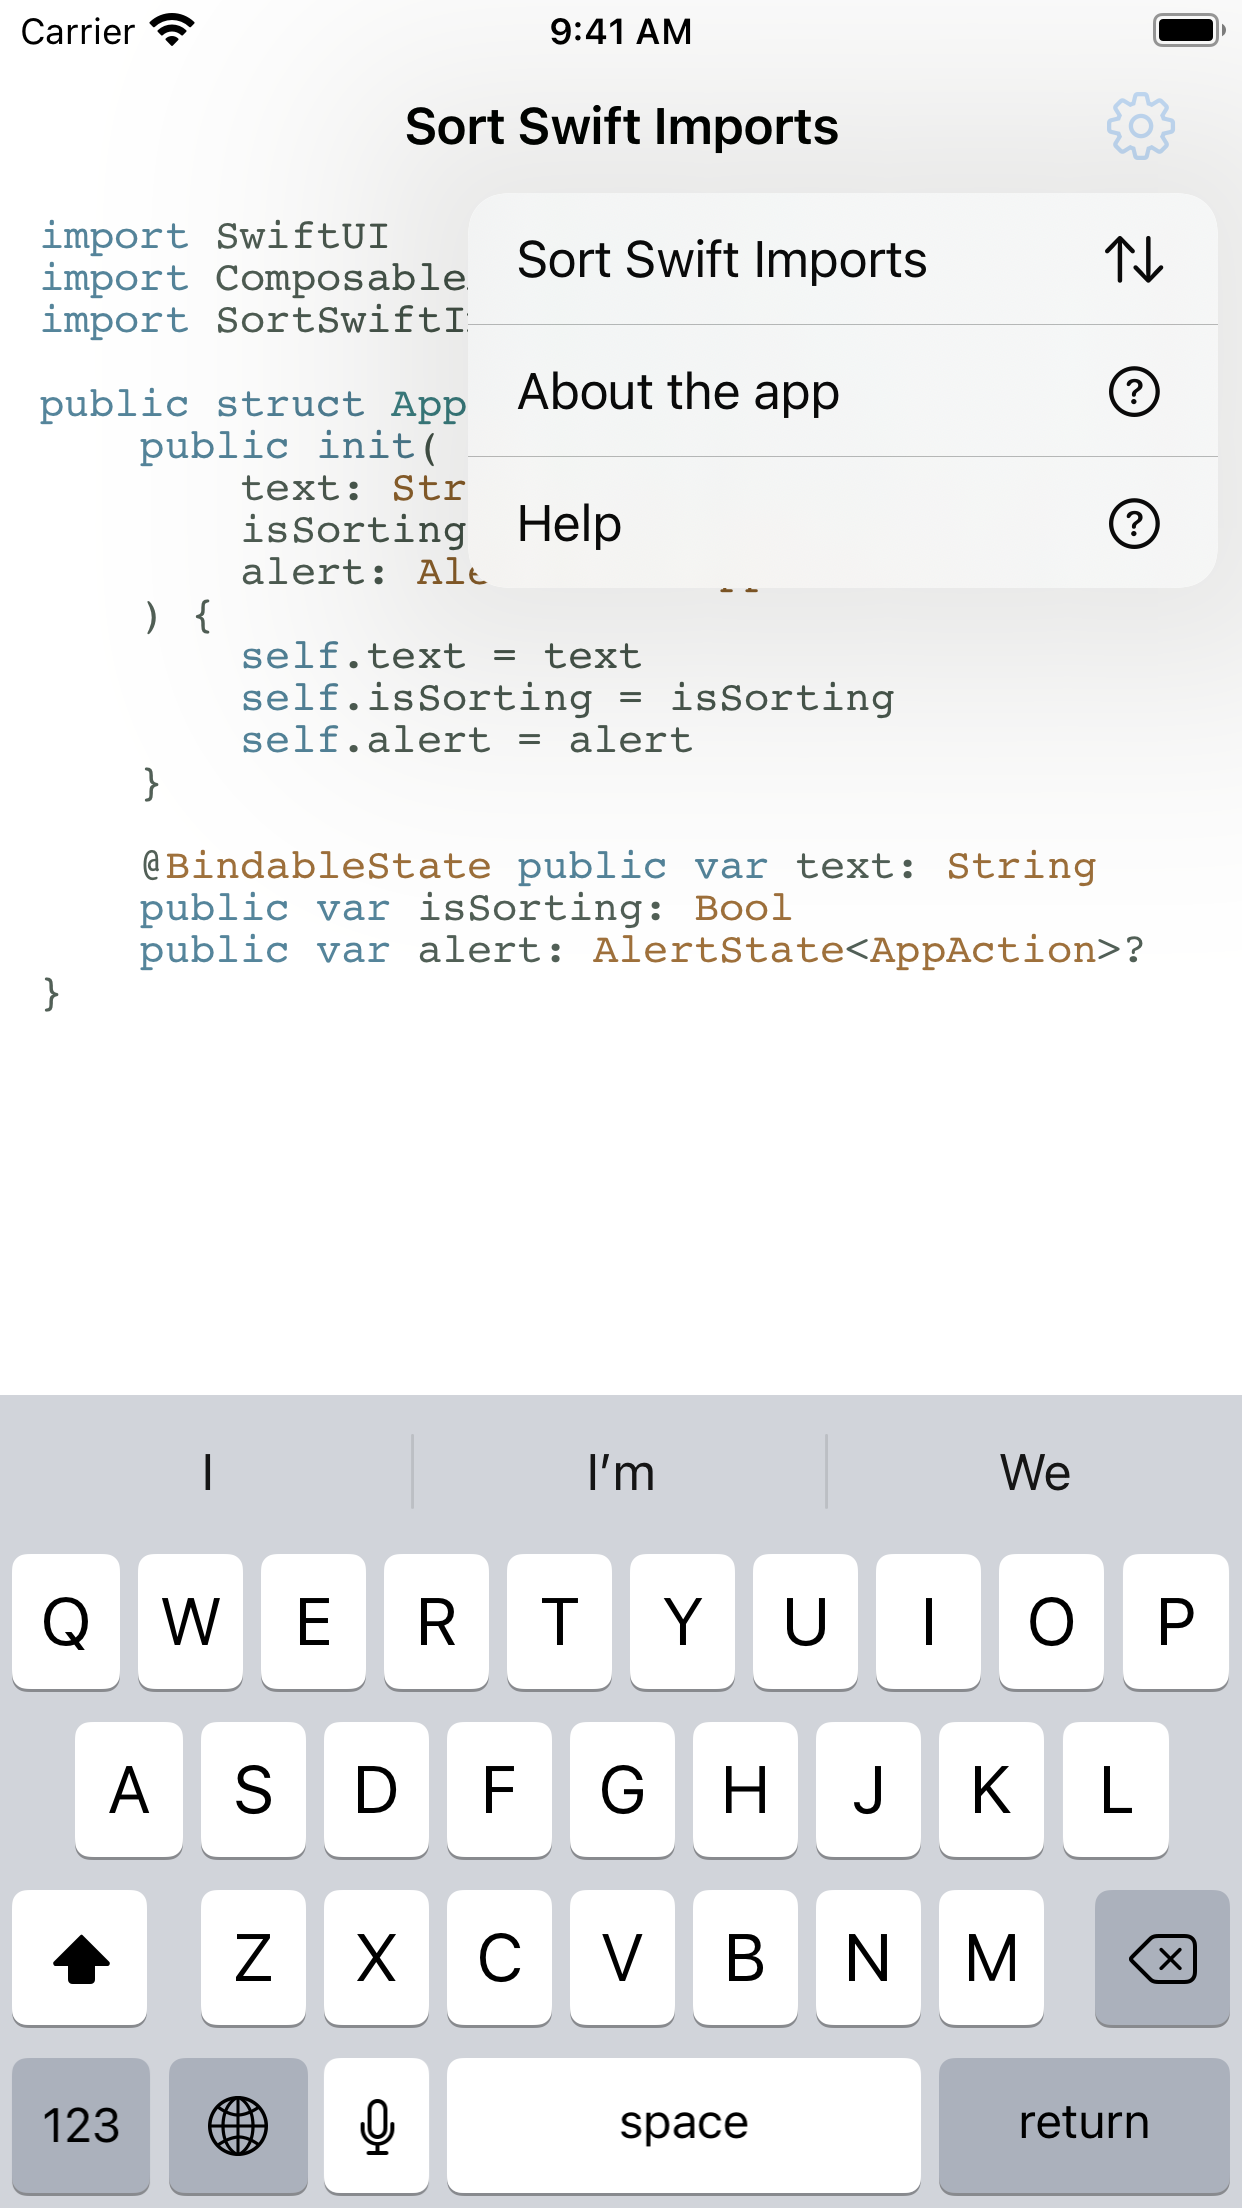 Carrier 9:41 AM
Sort Swift Imports
import SwiftUI
import Composable
import SortSwiftI
public struct App
public init(
text: Str
isSorting
alert: Ale
) {
self.text = text
self.isSorting = isSorting
self.alert = alert
}
@BindableState public var text: String
public var isSorting: Bool
public var alert: AlertState<AppAction>?
}
Sort Swift Imports
About the app
Help
I I’m We
Q W E R T Y U I O P
A S D F G H J K L
Z X C V B N M
123 space return